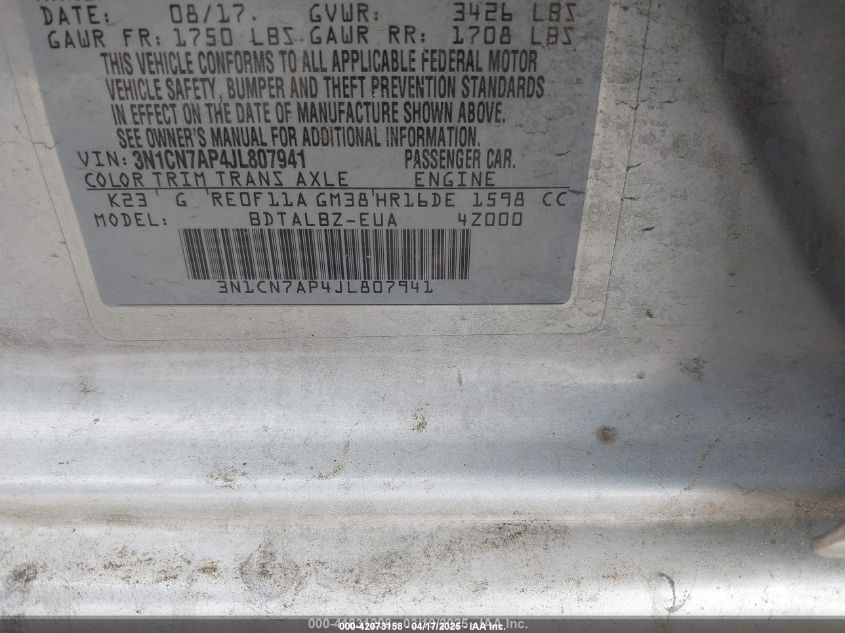 DATE: 08/17. GVWR: 3426 LBS
GAWR FR: 1750 LBS GAWR RR: 1708 LBS
THIS VEHICLE CONFORMS TO ALL APPLICABLE FEDERAL MOTOR
VEHICLE SAFETY, BUMPER AND THEFT PREVENTION STANDARDS
IN EFFECT ON THE DATE OF MANUFACTURE SHOWN ABOVE.
SEE OWNER'S MANUAL FOR ADDITIONAL INFORMATION.
VIN: 3N1CN7AP4JL807941 PASSENGER CAR.
COLOR TRIM TRANS AXLE ENGINE
K23 G RE0F11A GM38 HR16DE 1598 CC
MODEL: BDTALBZ-EUA 4Z000
3N1CN7AP4JL807941
000-42073158 - 04/17/2025 - IAA Inc.